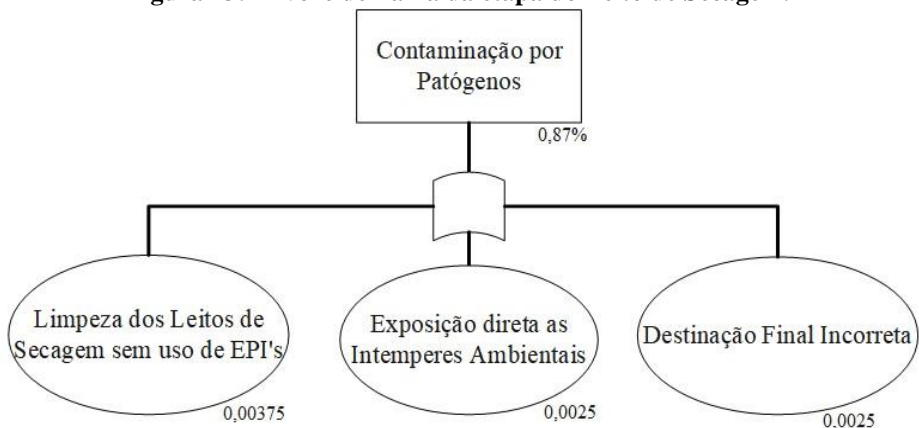 Contaminação por
Patógenos
0,87%
Limpeza dos Leitos de
Secagem sem uso de EPI's
0,00375
Exposição direta as
Intemperes Ambientais
0,0025
Destinação Final Incorreta
0,0025